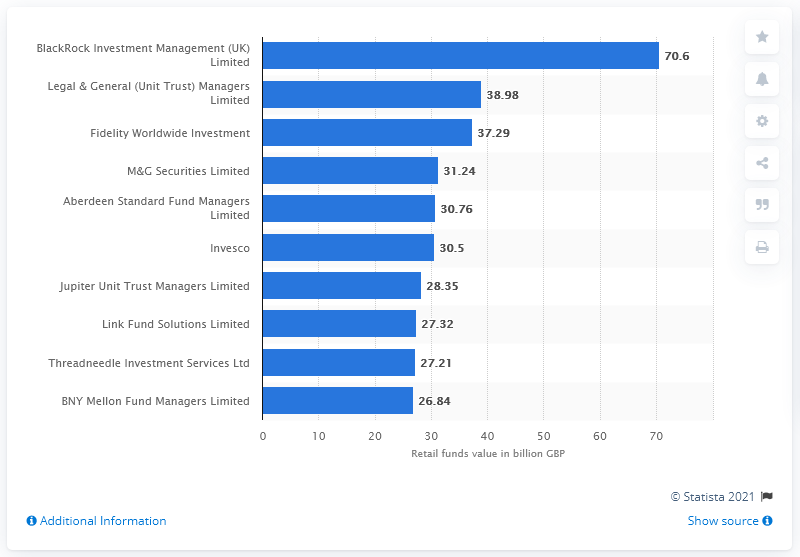 BlackRock Investment Management (UK)
Limited
70.6
Legal & General (Unit Trust) Managers
Limited
38.98
Fidelity Worldwide Investment
37.29
M&G Securities Limited
31.24
Aberdeen Standard Fund Managers
Limited
30.76
Invesco
30.5
Jupiter Unit Trust Managers Limited
28.35
Link Fund Solutions Limited
27.32
Threadneedle Investment Services Ltd
27.21
BNY Mellon Fund Managers Limited
26.84
0 10 20 30 40 50 60 70
Retail funds value in billion GBP
© Statista 2021
Additional Information
Show source